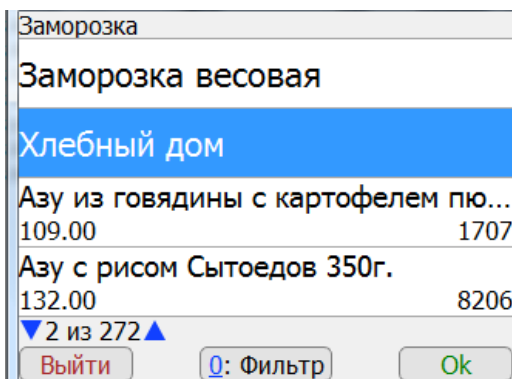 Заморозка
Заморозка весовая
Хлебный дом
Азу из говядины с картофелем пю...
109.00 1707
Азу с рисом Сытоедов 350г.
132.00 8206
▼2 из 272▲
Выйти 0: Фильтр Ok